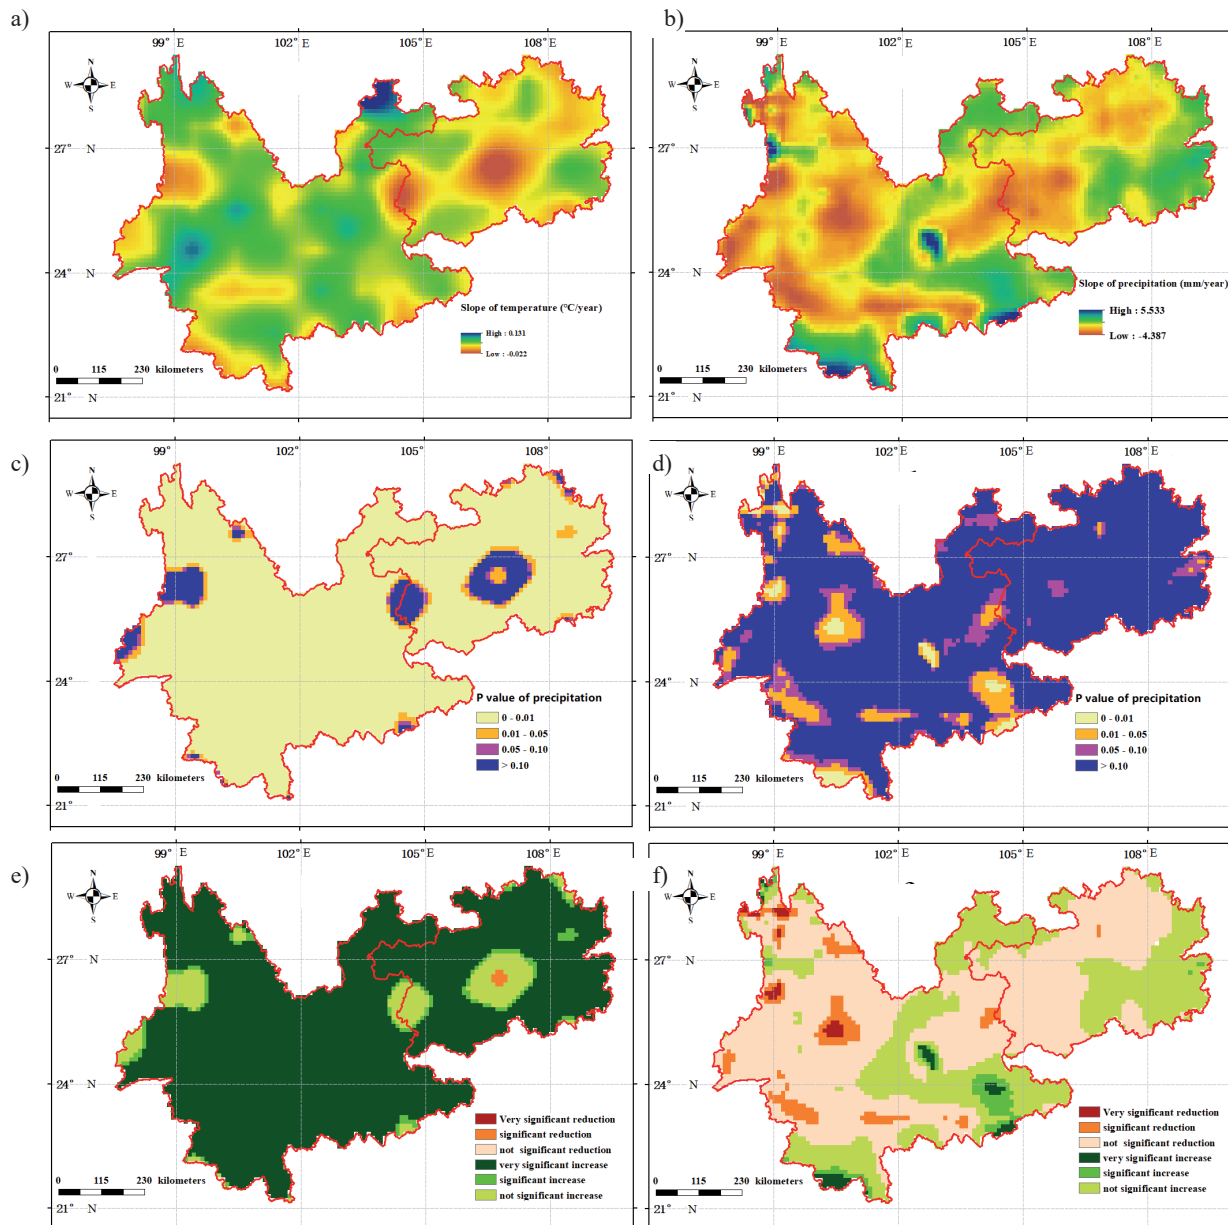 a)
99° E 102° E 105° E 108° E
N
W E
S
27° N
24° N
21° N
Slope of temperature (°C/year)
High : 0.131
Low : -0.022
0 115 230 kilometers
b)
99° E 102° E 105° E 108° E
N
W E
S
27° N
24° N
21° N
Slope of precipitation (mm/year)
High : 5.533
Low : -4.387
0 115 230 kilometers
c)
99° E 102° E 105° E 108° E
N
W E
S
27° N
24° N
21° N
P value of precipitation
0 - 0.01
0.01 - 0.05
0.05 - 0.10
> 0.10
0 115 230 kilometers
d)
99° E 102° E 105° E 108° E
N
W E
S
27° N
24° N
21° N
P value of precipitation
0 - 0.01
0.01 - 0.05
0.05 - 0.10
> 0.10
0 115 230 kilometers
e)
99° E 102° E 105° E 108° E
N
W E
S
27° N
24° N
21° N
Very significant reduction
significant reduction
not significant reduction
very significant increase
significant increase
not significant increase
0 115 230 kilometers
f)
99° E 102° E 105° E 108° E
N
W E
S
27° N
24° N
21° N
Very significant reduction
significant reduction
not significant reduction
very significant increase
significant increase
not significant increase
0 115 230 kilometers